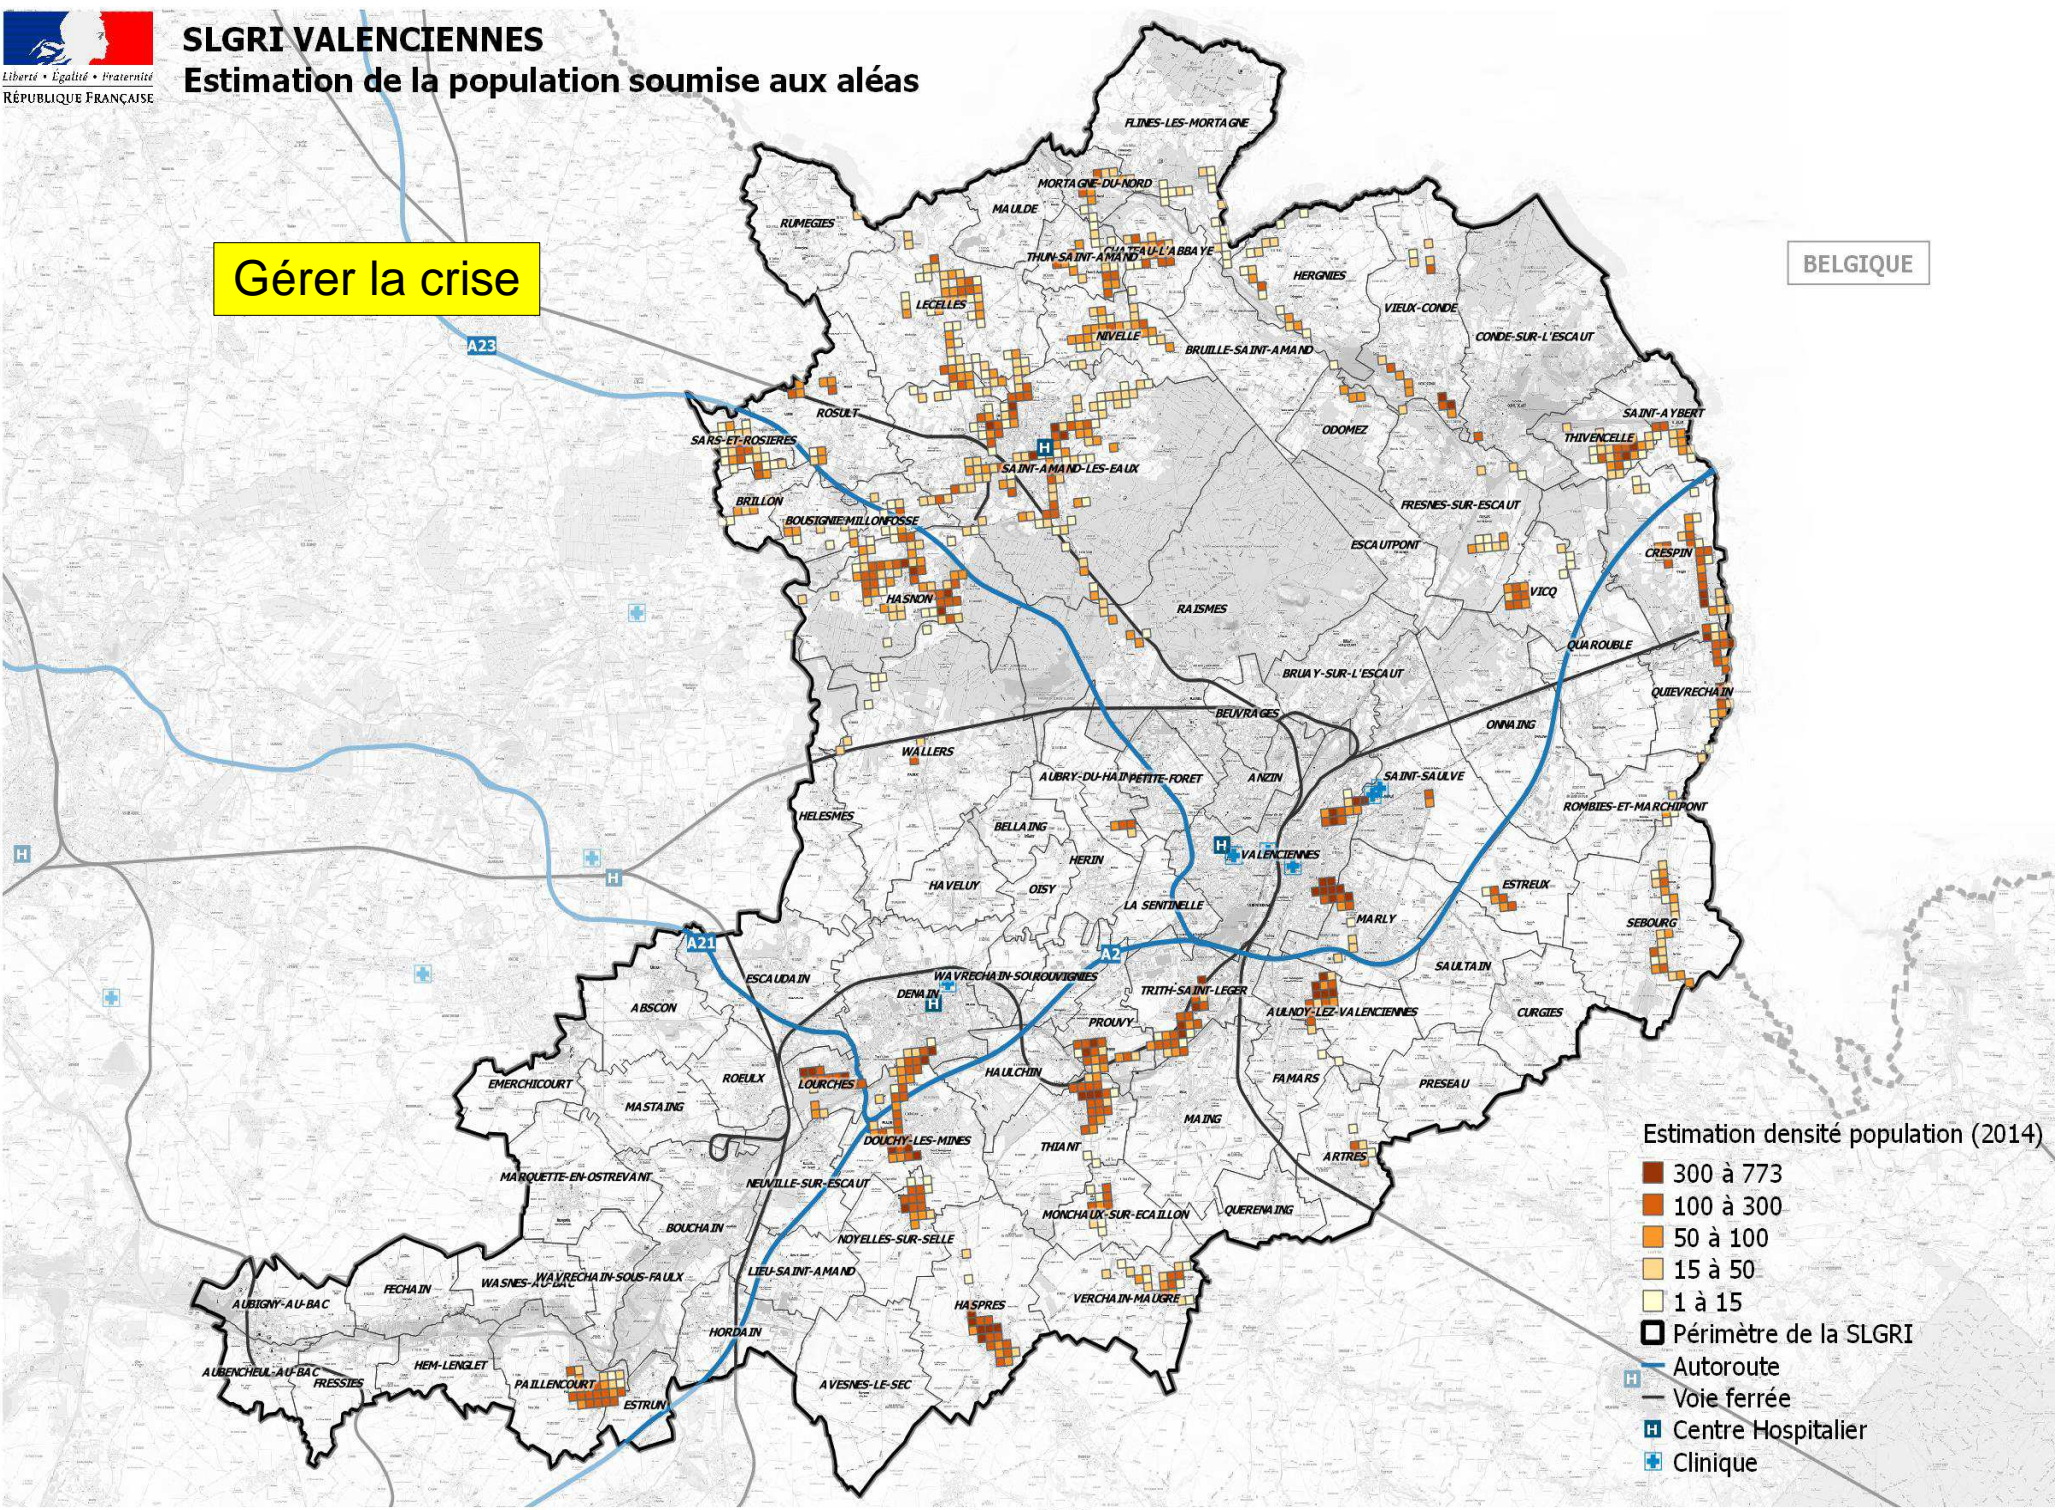 Liberté • Égalité • Fraternité
RÉPUBLIQUE FRANÇAISE
SLGRI VALENCIENNES
Estimation de la population soumise aux aléas
Gérer la crise
BELGIQUE
A23
FLINES-LES-MORTAGNE
MORTAGNE-DU-NORD
MAULDE
RUMEGIES
CHATEAU-L'ABBAYE
THUN-SAINT-AMAND
HERGNIES
LECELLES
VIEUX-CONDE
NIVELLE
BRUILLE-SAINT-AMAND
CONDE-SUR-L'ESCAUT
ROSULT
SAINT-AYBERT
ODOMEZ
THIVENCELLE
SARS-ET-ROSIERES
H
SAINT-AMAND-LES-EAUX
BRILLON
FRESNES-SUR-ESCAUT
BOUSIGNIE
MILLONFOSSE
ESCAUTPONT
CRESPIN
VICQ
HASNON
RAISMES
QUAROUBLE
BRUAY-SUR-L'ESCAUT
QUIEVRECHAIN
BEUVRAGES
ONNAING
WALLERS
AUBRY-DU-HAIN
PETITE-FORET
ANZIN
SAINT-SAULVE
ROMBIES-ET-MARCHIPONT
HELESMES
BELLAING
H
H
VALENCIENNES
HERIN
H
HAVELUY
OISY
ESTREUX
LA SENTINELLE
MARLY
SEBOURG
A21
A2
SAULTAIN
ESCAUDAIN
WAVRECHAIN-SOU
ROUVIGNIES
TRITH-SAINT-LEGER
DENAIN
H
ABSCON
AULNOY-LEZ-VALENCIENNES
CURGIES
PROUVY
HAULCHIN
ROEULX
LOURCHES
EMERCHICOURT
FAMARS
PRESEAU
MASTAING
MAING
DOUCHY-LES-MINES
THIANT
ARTRES
MARQUETTE-EN-OSTREVANT
NEUVILLE-SUR-ESCAUT
MONCHAUX-SUR-ECAILLON
QUERENAING
BOUCHAIN
NOYELLES-SUR-SELLE
LIEU-SAINT-AMAND
WASNES-AU-BAC
WAVRECHAIN-SOUS-FAULX
FECHAIN
VERCHAIN-MAUGRE
AUBIGNY-AU-BAC
HASPRES
HORDAIN
HEM-LENGLET
AUBENCHEUL-AU-BAC
FRESSIES
PAILLENCOURT
AVESNES-LE-SEC
ESTRUN
Estimation densité population (2014)
300 à 773
100 à 300
50 à 100
15 à 50
1 à 15
Périmètre de la SLGRI
Autoroute
H
Voie ferrée
H Centre Hospitalier
Clinique